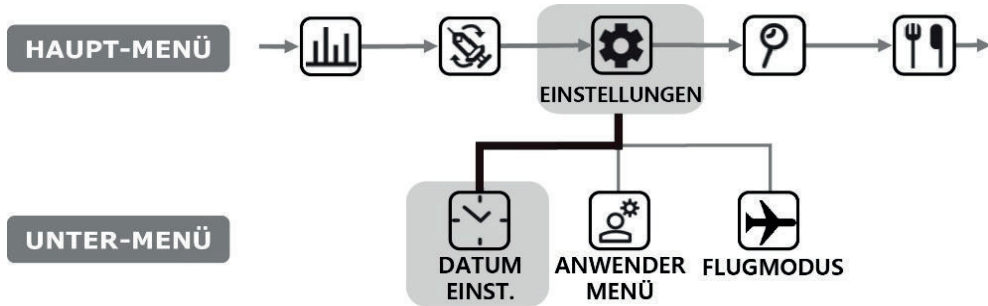 HAUPT-MENÜ
EINSTELLUNGEN
UNTER-MENÜ
DATUM
EINST.
ANWENDER
MENÜ
FLUGMODUS